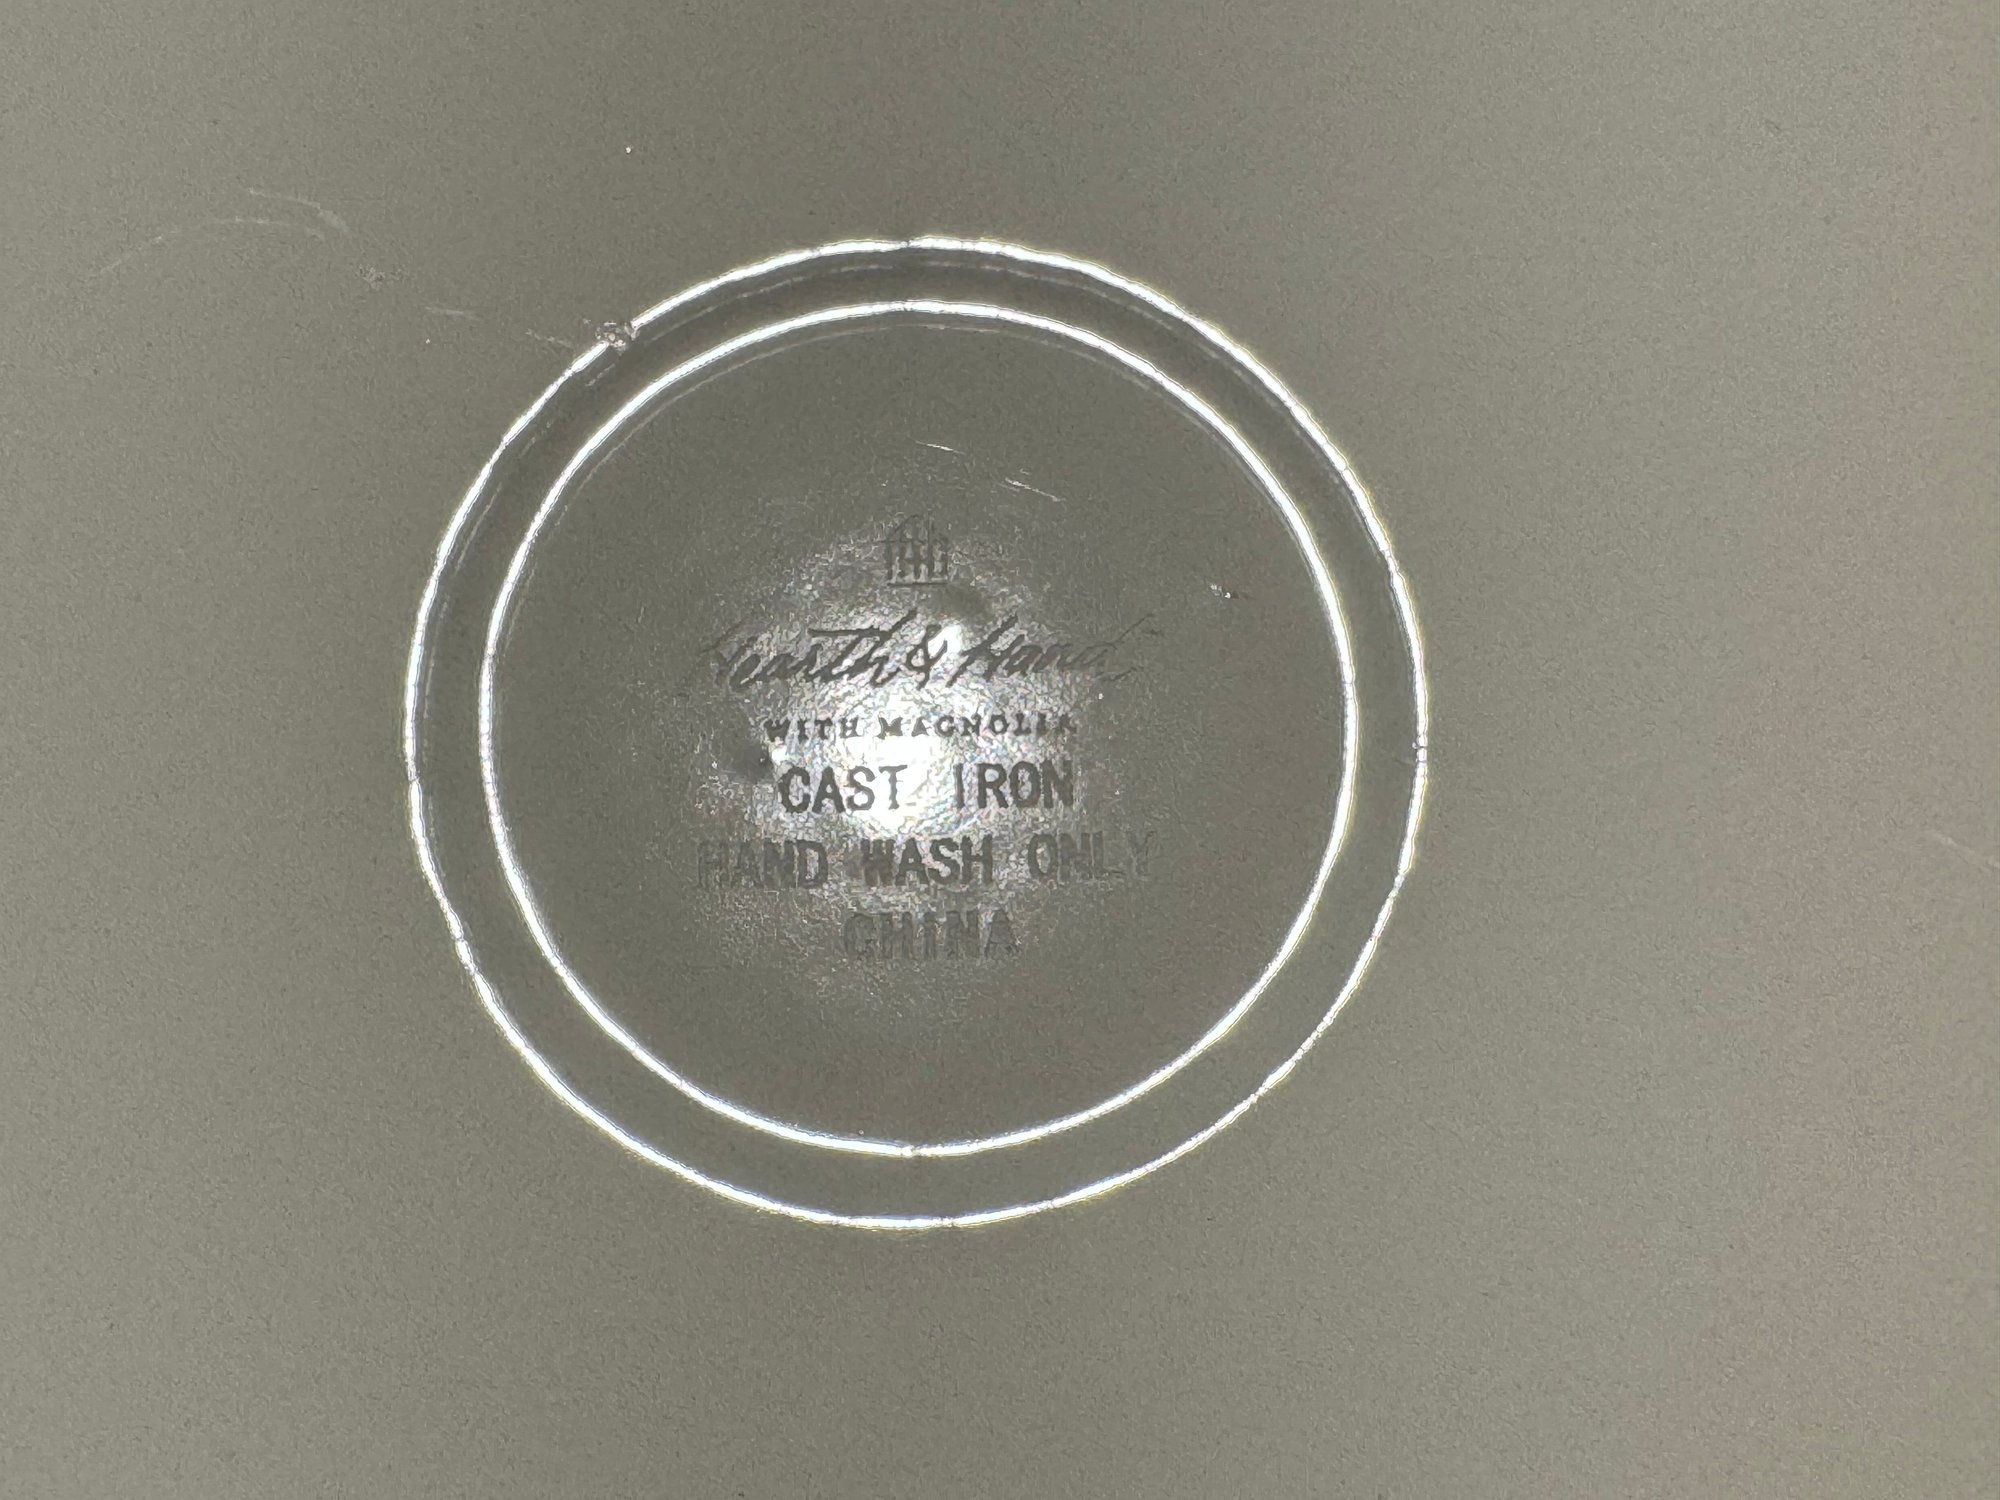 Hearth & Hand
WITH MAGNOLIA
CAST IRON
HAND WASH ONLY
CHINA